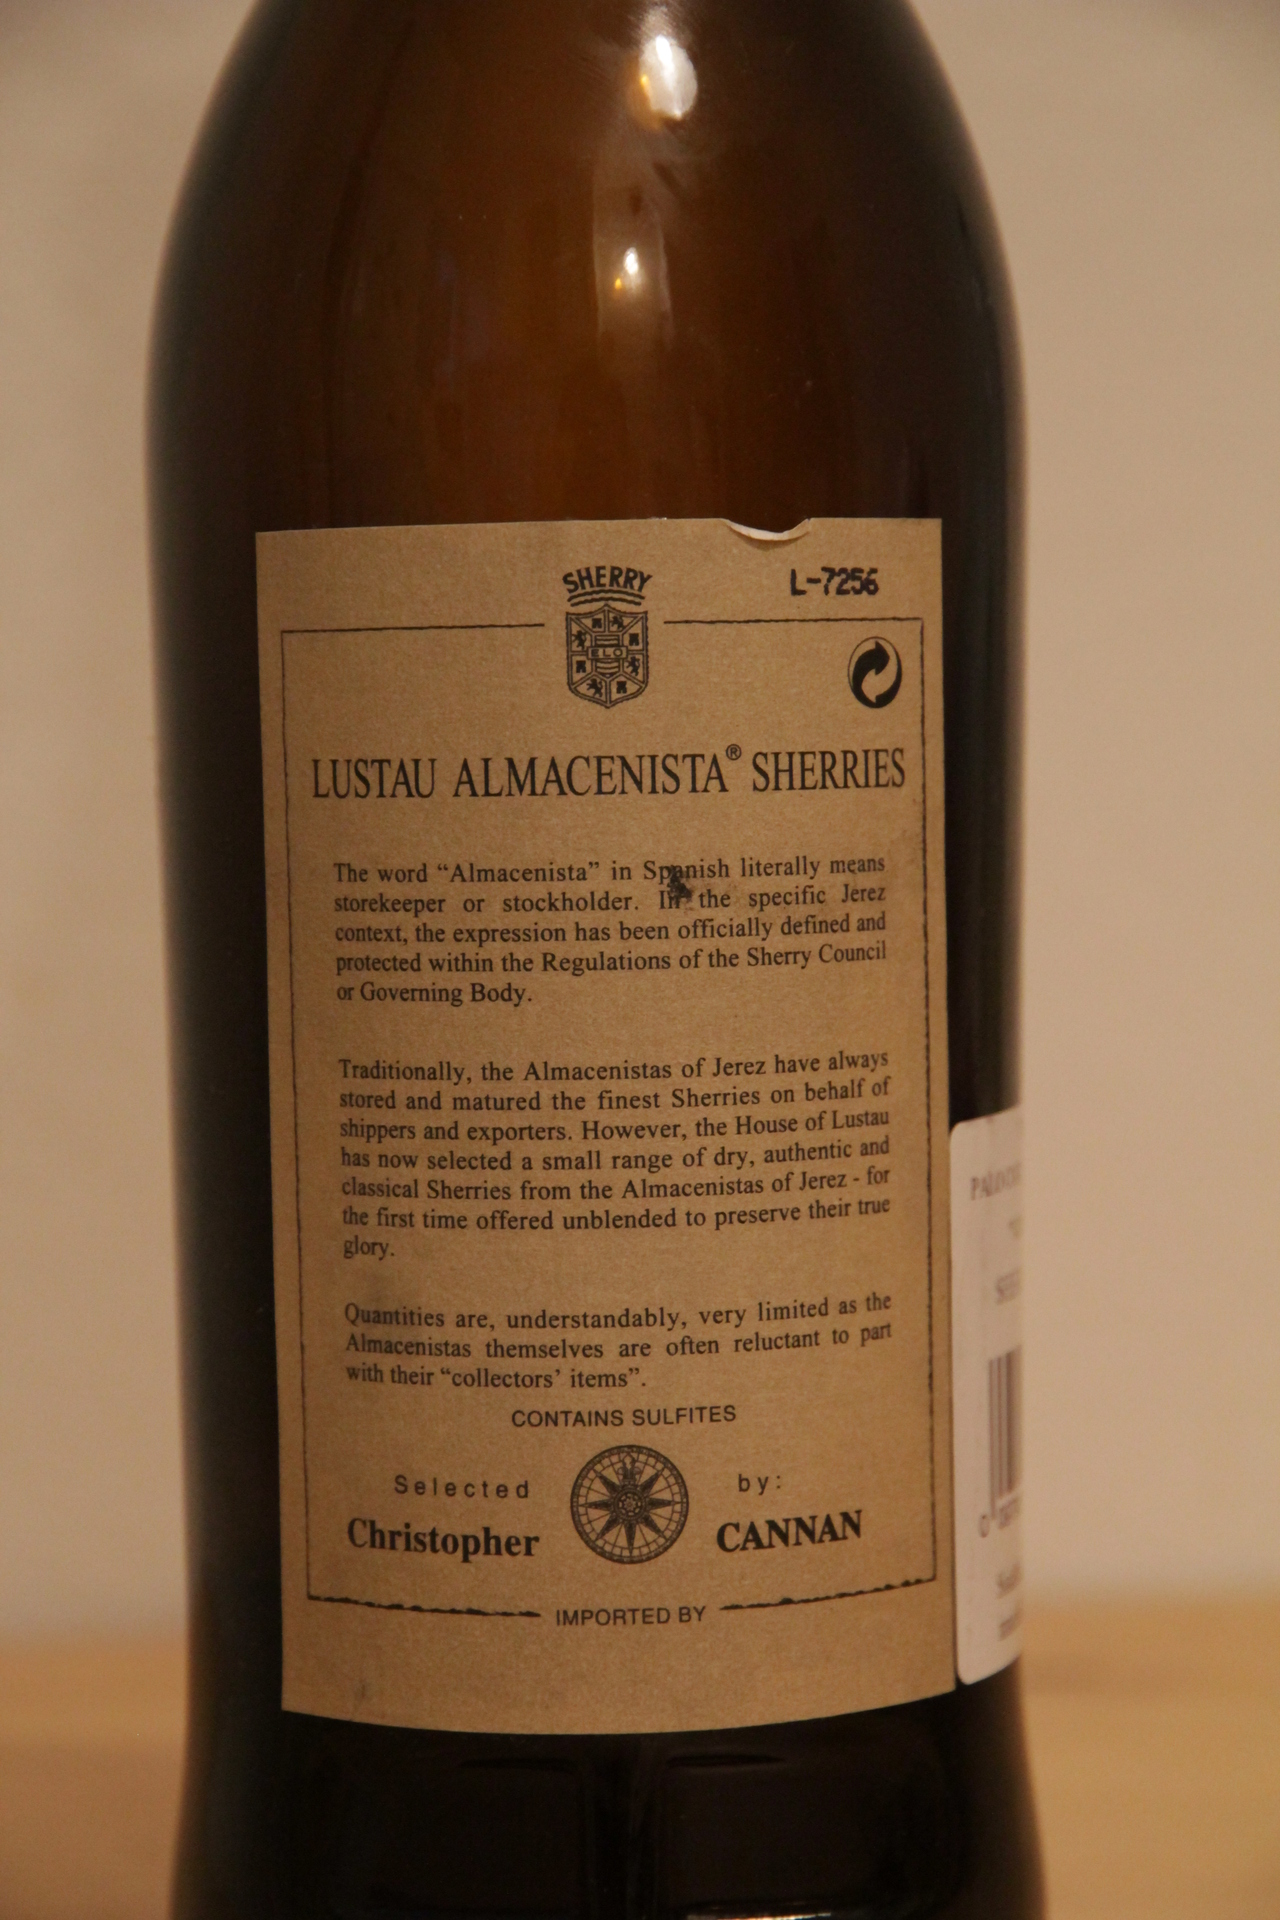 SHERRY
L-7256
ELO
LUSTAU ALMACENISTA® SHERRIES
The word “Almacenista” in Spanish literally means
storekeeper or stockholder. In the specific Jerez
context, the expression has been officially defined and
protected within the Regulations of the Sherry Council
or Governing Body.
Traditionally, the Almacenistas of Jerez have always
stored and matured the finest Sherries on behalf of
shippers and exporters. However, the House of Lustau
has now selected a small range of dry, authentic and
classical Sherries from the Almacenistas of Jerez - for
the first time offered unblended to preserve their true
glory.
Quantities are, understandably, very limited as the
Almacenistas themselves are often reluctant to part
with their “collectors’ items”.
CONTAINS SULFITES
Selected by:
Christopher CANNAN
IMPORTED BY